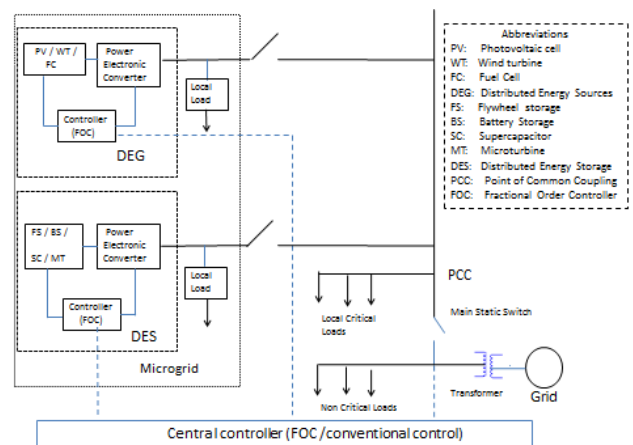 PV / WT /
FC
Power
Electronic
Converter
Controller
(FOC)
DEG
Local
Load
FS / BS /
SC / MT
Power
Electronic
Converter
Controller
(FOC)
DES
Local
Load
Microgrid
Abbreviations
PV: Photovoltaic cell
WT: Wind turbine
FC: Fuel Cell
DEG: Distributed Energy Sources
FS: Flywheel storage
BS: Battery Storage
SC: Supercapacitor
MT: Microturbine
DES: Distributed Energy Storage
PCC: Point of Common Coupling
FOC: Fractional Order Controller
PCC
Local Critical
Loads
Main Static Switch
Non Critical Loads
Transformer
Grid
Central controller (FOC /conventional control)